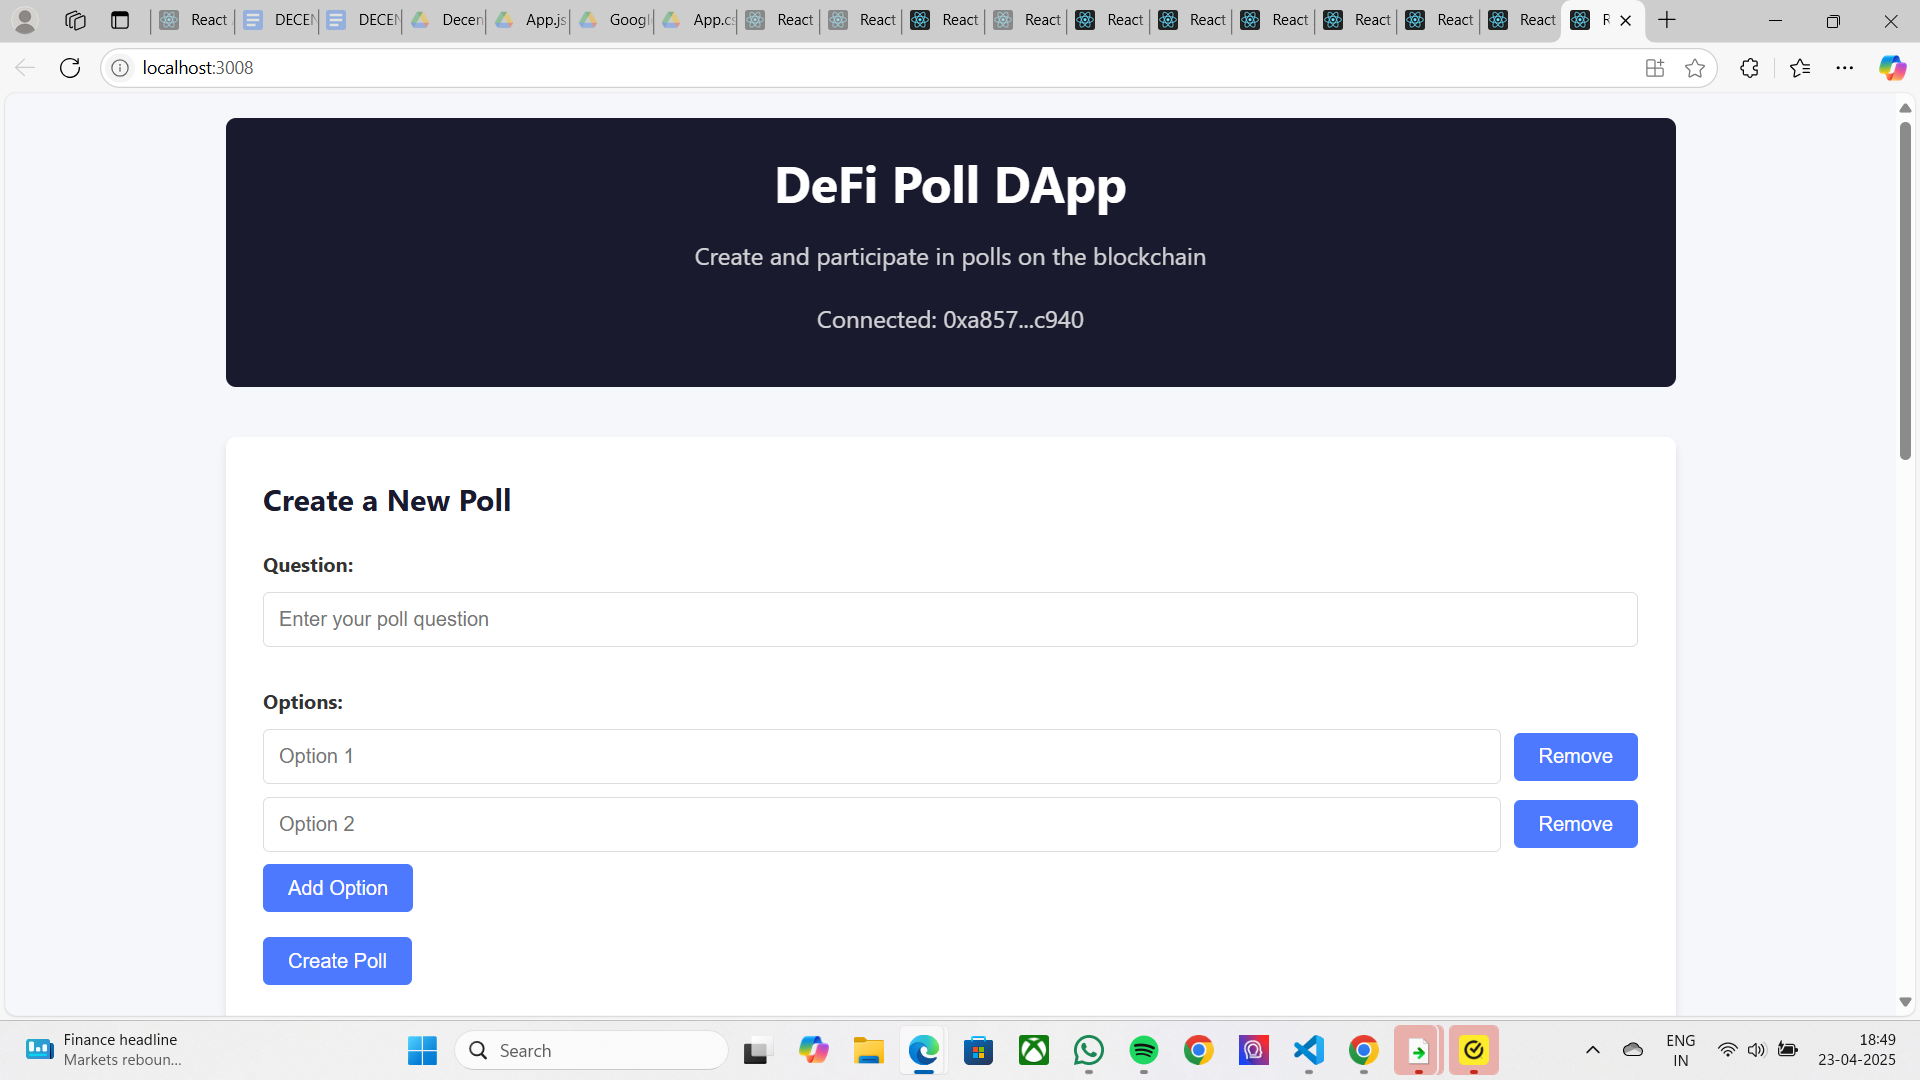 React
DECEN
DECEN
Decen
App.js
Googl
App.cs
React
React
React
React
React
React
React
React
React
React
localhost:3008
DeFi Poll DApp
Create and participate in polls on the blockchain
Connected: 0xa857...c940
Create a New Poll
Question:
Enter your poll question
Options:
Option 1
Remove
Option 2
Remove
Add Option
Create Poll
Finance headline
Markets reboun...
Search
ENG
IN
18:49
23-04-2025